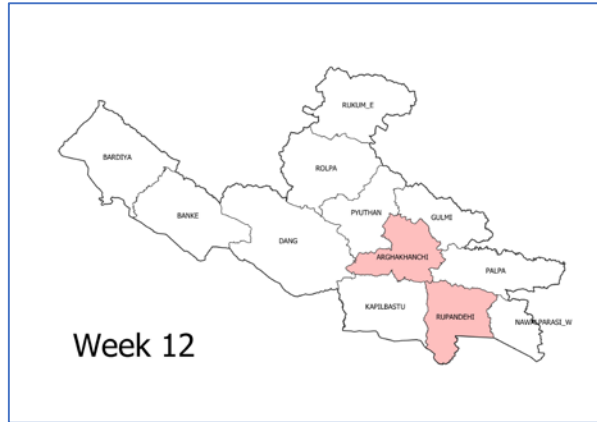 RUKUM_E
ROLPA
BARDIYA
PYUTHAN
BANKE
GULMI
DANG
ARGHAKHANCHI
PALPA
KAPILBASTU
RUPANDEHI
NAWALPARASI_W
Week 12